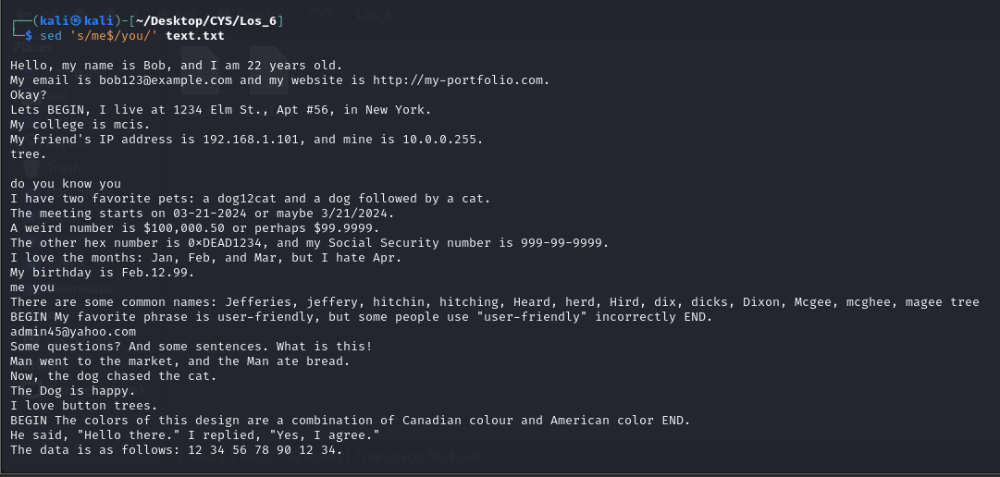 ┌──(kali㉿kali)-[~/Desktop/CYS/Los_6]
└─$ sed 's/me$/you/' text.txt
Hello, my name is Bob, and I am 22 years old.
My email is bob123@example.com and my website is http://my-portfolio.com.
Okay?
Lets BEGIN, I live at 1234 Elm St., Apt #56, in New York.
My college is mcis.
My friend's IP address is 192.168.1.101, and mine is 10.0.0.255.
tree.
do you know you
I have two favorite pets: a dog12cat and a dog followed by a cat.
The meeting starts on 03-21-2024 or maybe 3/21/2024.
A weird number is $100,000.50 or perhaps $99.9999.
The other hex number is 0×DEAD1234, and my Social Security number is 999-99-9999.
I love the months: Jan, Feb, and Mar, but I hate Apr.
My birthday is Feb.12.99.
me you
There are some common names: Jefferies, jeffery, hitchin, hitching, Heard, herd, Hird, dix, dicks, Dixon, Mcgee, mcghee, magee tree
BEGIN My favorite phrase is user-friendly, but some people use "user-friendly" incorrectly END.
admin45@yahoo.com
Some questions? And some sentences. What is this!
Man went to the market, and the Man ate bread.
Now, the dog chased the cat.
The Dog is happy.
I love button trees.
BEGIN The colors of this design are a combination of Canadian colour and American color END.
He said, "Hello there." I replied, "Yes, I agree."
The data is as follows: 12 34 56 78 90 12 34.